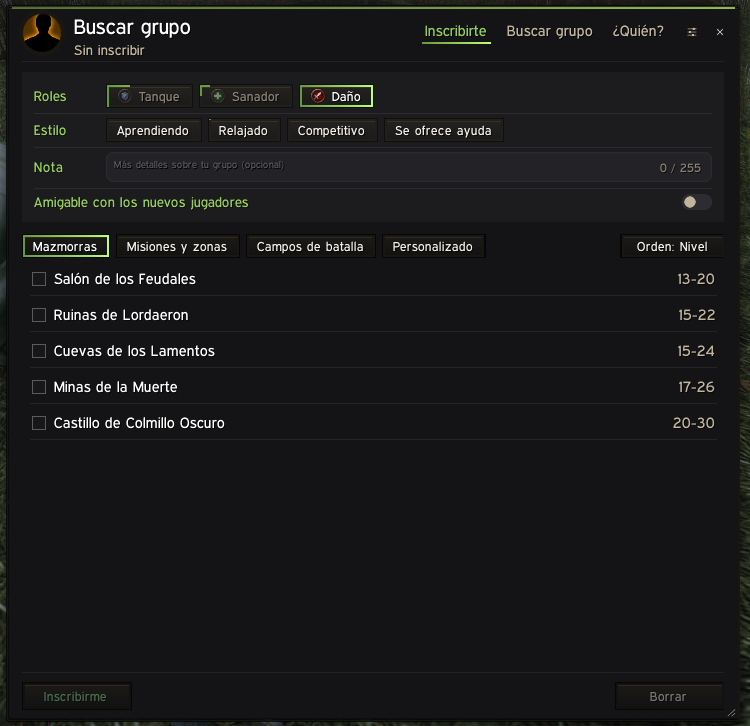 Buscar grupo
Sin inscribir
Inscribirte
Buscar grupo
¿Quién?
Roles
Tanque
Sanador
Daño
Estilo
Aprendiendo
Relajado
Competitivo
Se ofrece ayuda
Nota
Más detalles sobre tu grupo (opcional)
0 / 255
Amigable con los nuevos jugadores
Mazmorras
Misiones y zonas
Campos de batalla
Personalizado
Orden: Nivel
Salón de los Feudales 13-20
Ruinas de Lordaeron 15-22
Cuevas de los Lamentos 15-24
Minas de la Muerte 17-26
Castillo de Colmillo Oscuro 20-30
Inscribirme
Borrar